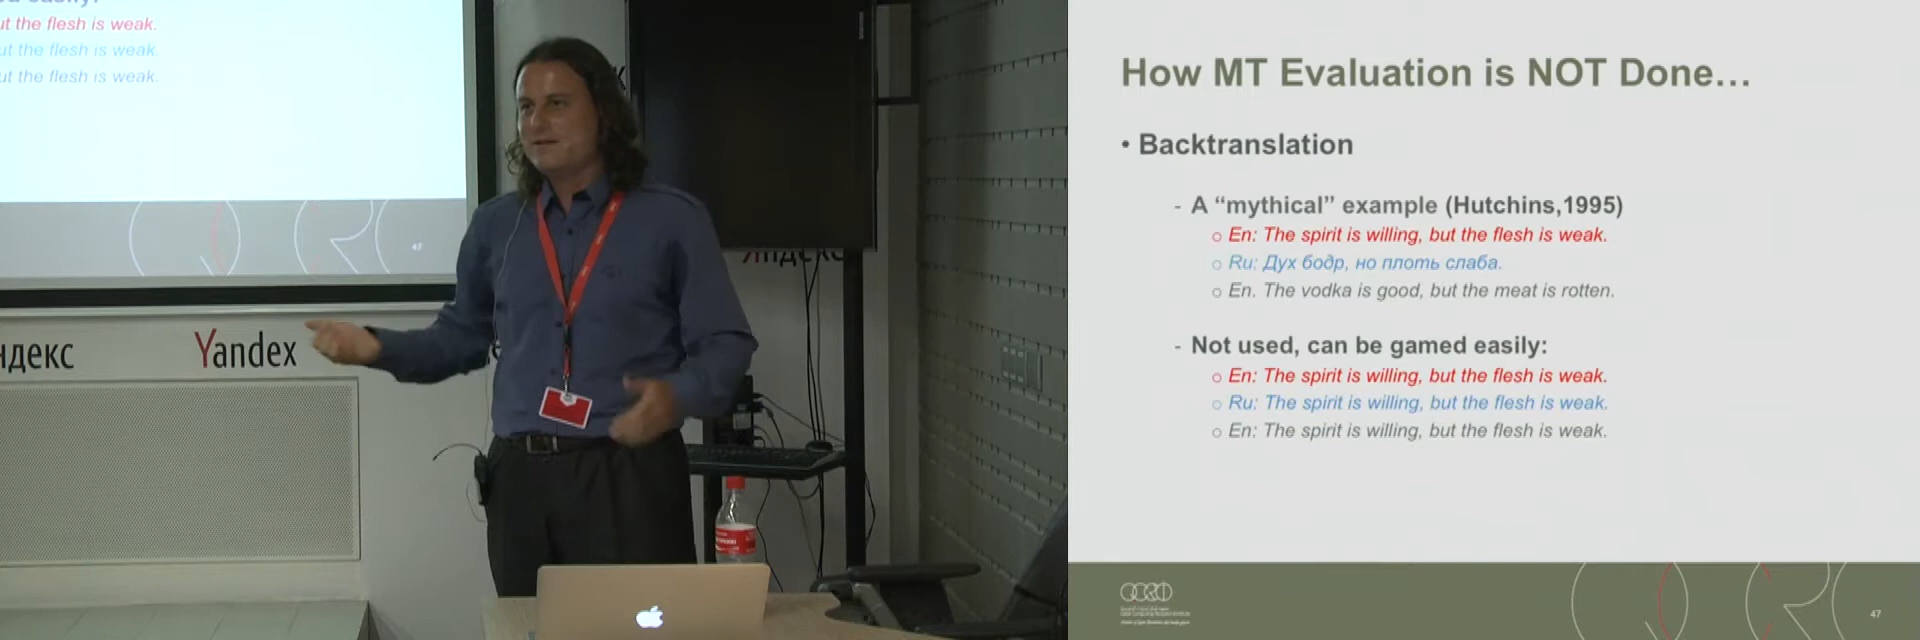 ut the flesh is weak.
ut the flesh is weak.
ut the flesh is weak.
47
ндекс
Yandex
Яндекс
How MT Evaluation is NOT Done…
• Backtranslation
- A “mythical” example (Hutchins,1995)
○ En: The spirit is willing, but the flesh is weak.
○ Ru: Дух бодр, но плоть слаба.
○ En. The vodka is good, but the meat is rotten.
- Not used, can be gamed easily:
○ En: The spirit is willing, but the flesh is weak.
○ Ru: The spirit is willing, but the flesh is weak.
○ En: The spirit is willing, but the flesh is weak.
47